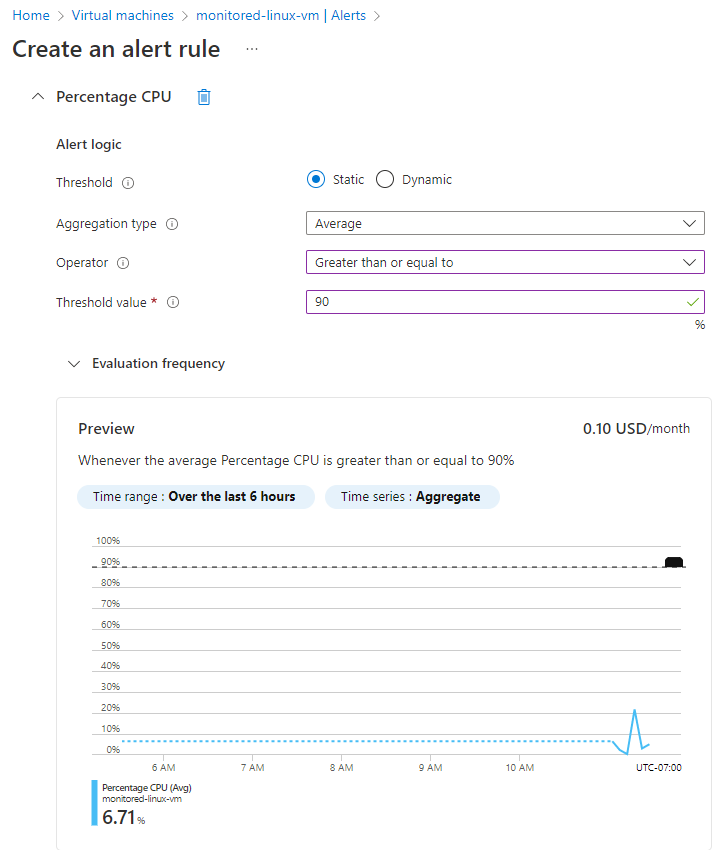 Home > Virtual machines > monitored-linux-vm | Alerts >
Create an alert rule ...
Percentage CPU
Alert logic
Threshold Static Dynamic
Aggregation type Average
Operator Greater than or equal to
Threshold value * 90
%
Evaluation frequency
Preview 0.10 USD/month
Whenever the average Percentage CPU is greater than or equal to 90%
Time range : Over the last 6 hours Time series : Aggregate
100%
90%
80%
70%
60%
50%
40%
30%
20%
10%
0%
6 AM 7 AM 8 AM 9 AM 10 AM UTC-07:00
Percentage CPU (Avg)
monitored-linux-vm
6.71 %